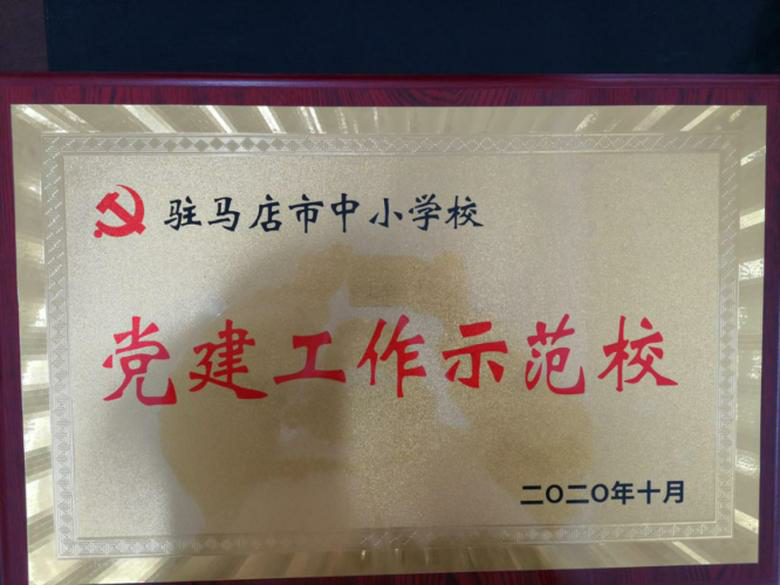 驻马店市中小学校
党建工作示范校
二〇二〇年十月